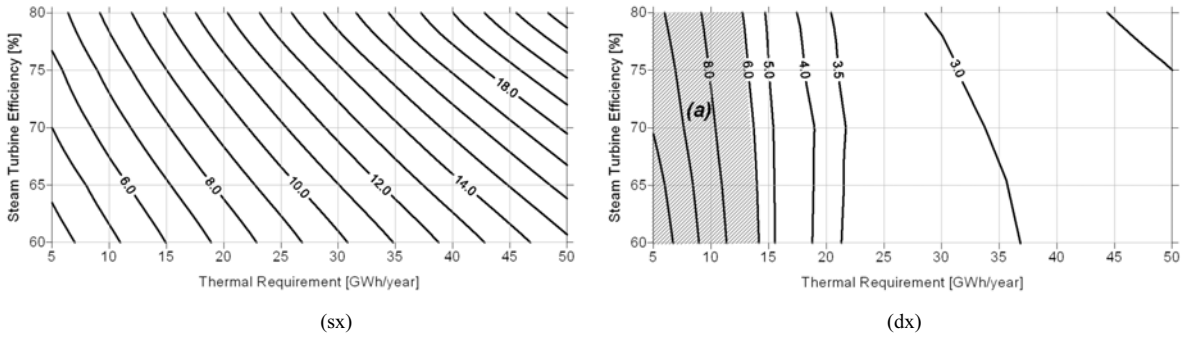 80
75
70
65
60
Steam Turbine Efficiency [%]
6.0
8.0
10.0
12.0
14.0
18.0
5 10 15 20 25 30 35 40 45 50
Thermal Requirement [GWh/year]
(sx)
80
75
70
65
60
Steam Turbine Efficiency [%]
(a)
8.0
6.0
5.0
4.0
3.5
3.0
5 10 15 20 25 30 35 40 45 50
Thermal Requirement [GWh/year]
(dx)